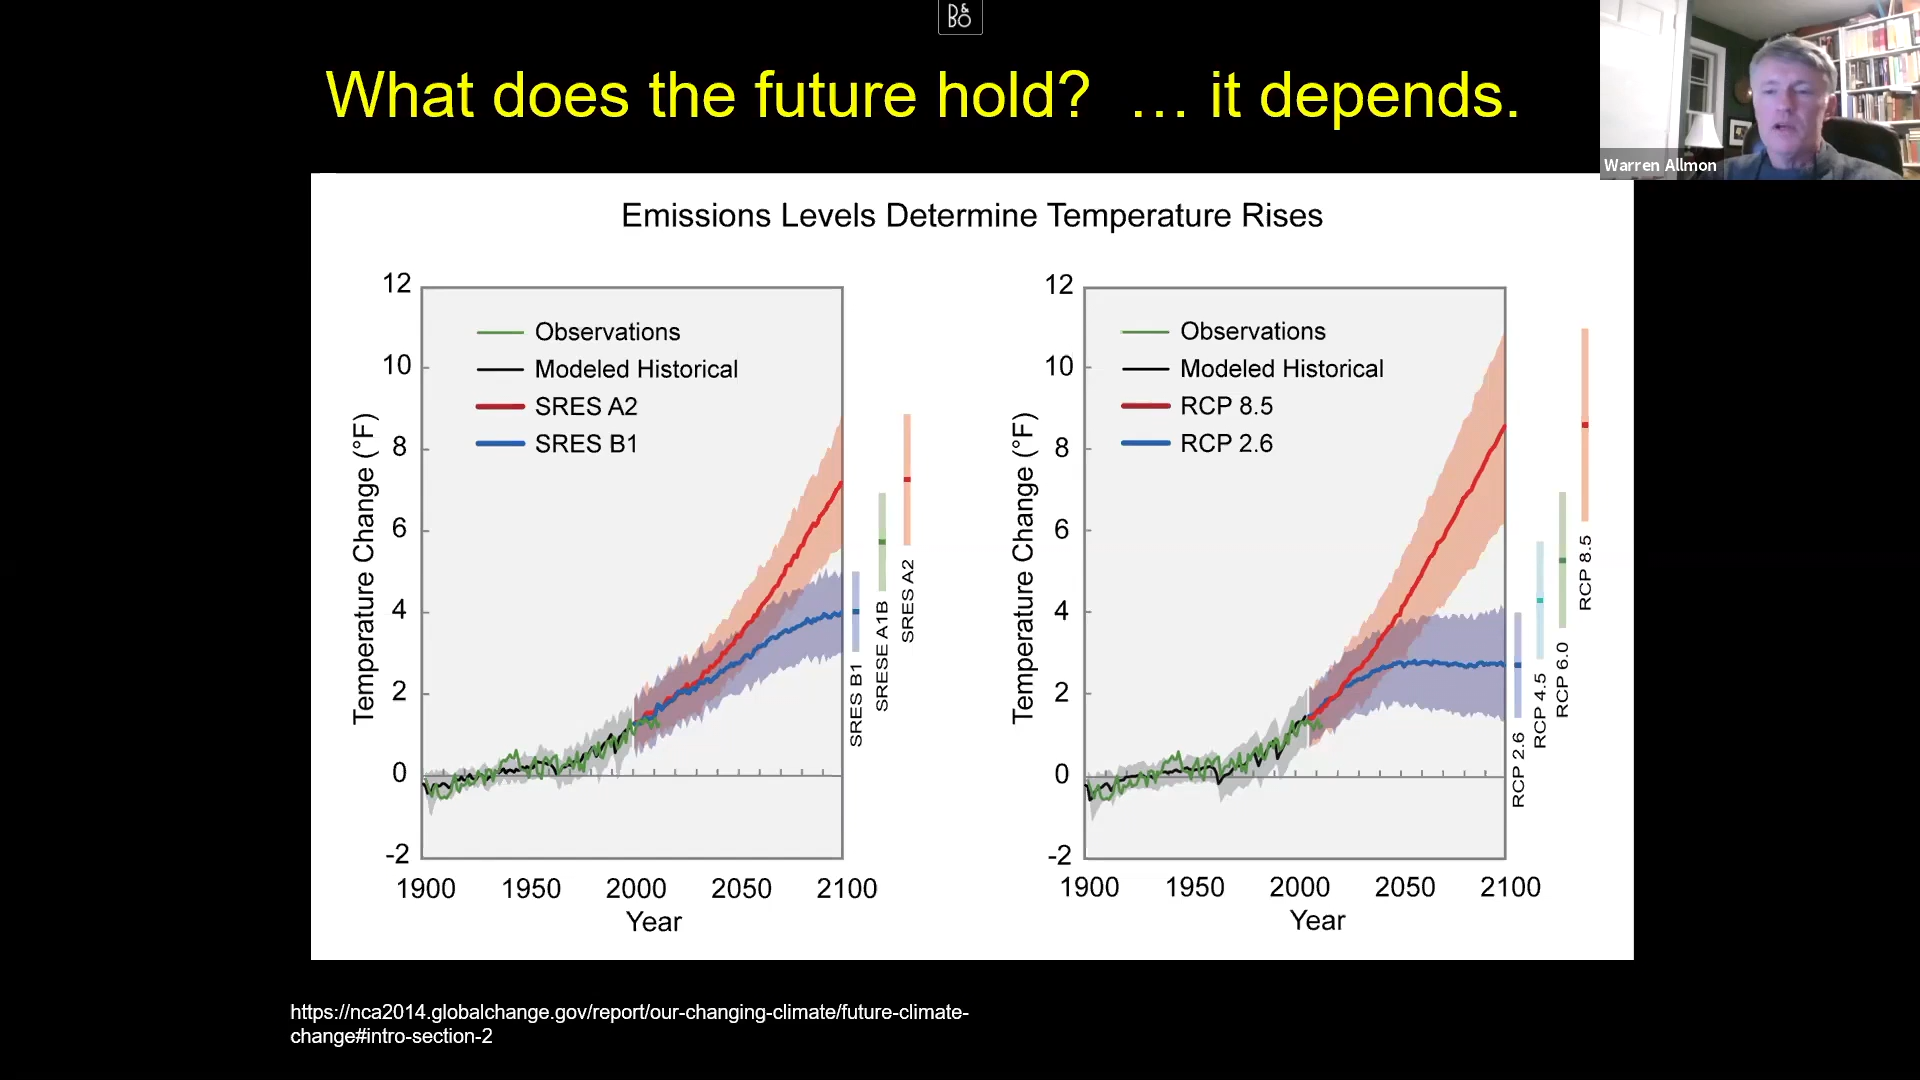 B&O
What does the future hold? … it depends.
Warren Allmon
Emissions Levels Determine Temperature Rises
12
10
8
6
4
2
0
-2
Temperature Change (°F)
Observations
Modeled Historical
SRES A2
SRES B1
1900 1950 2000 2050 2100
Year
SRES B1
SRESE A1B
SRES A2
12
10
8
6
4
2
0
-2
Temperature Change (°F)
Observations
Modeled Historical
RCP 8.5
RCP 2.6
1900 1950 2000 2050 2100
Year
RCP 2.6
RCP 4.5
RCP 6.0
RCP 8.5
https://nca2014.globalchange.gov/report/our-changing-climate/future-climate-
change#intro-section-2